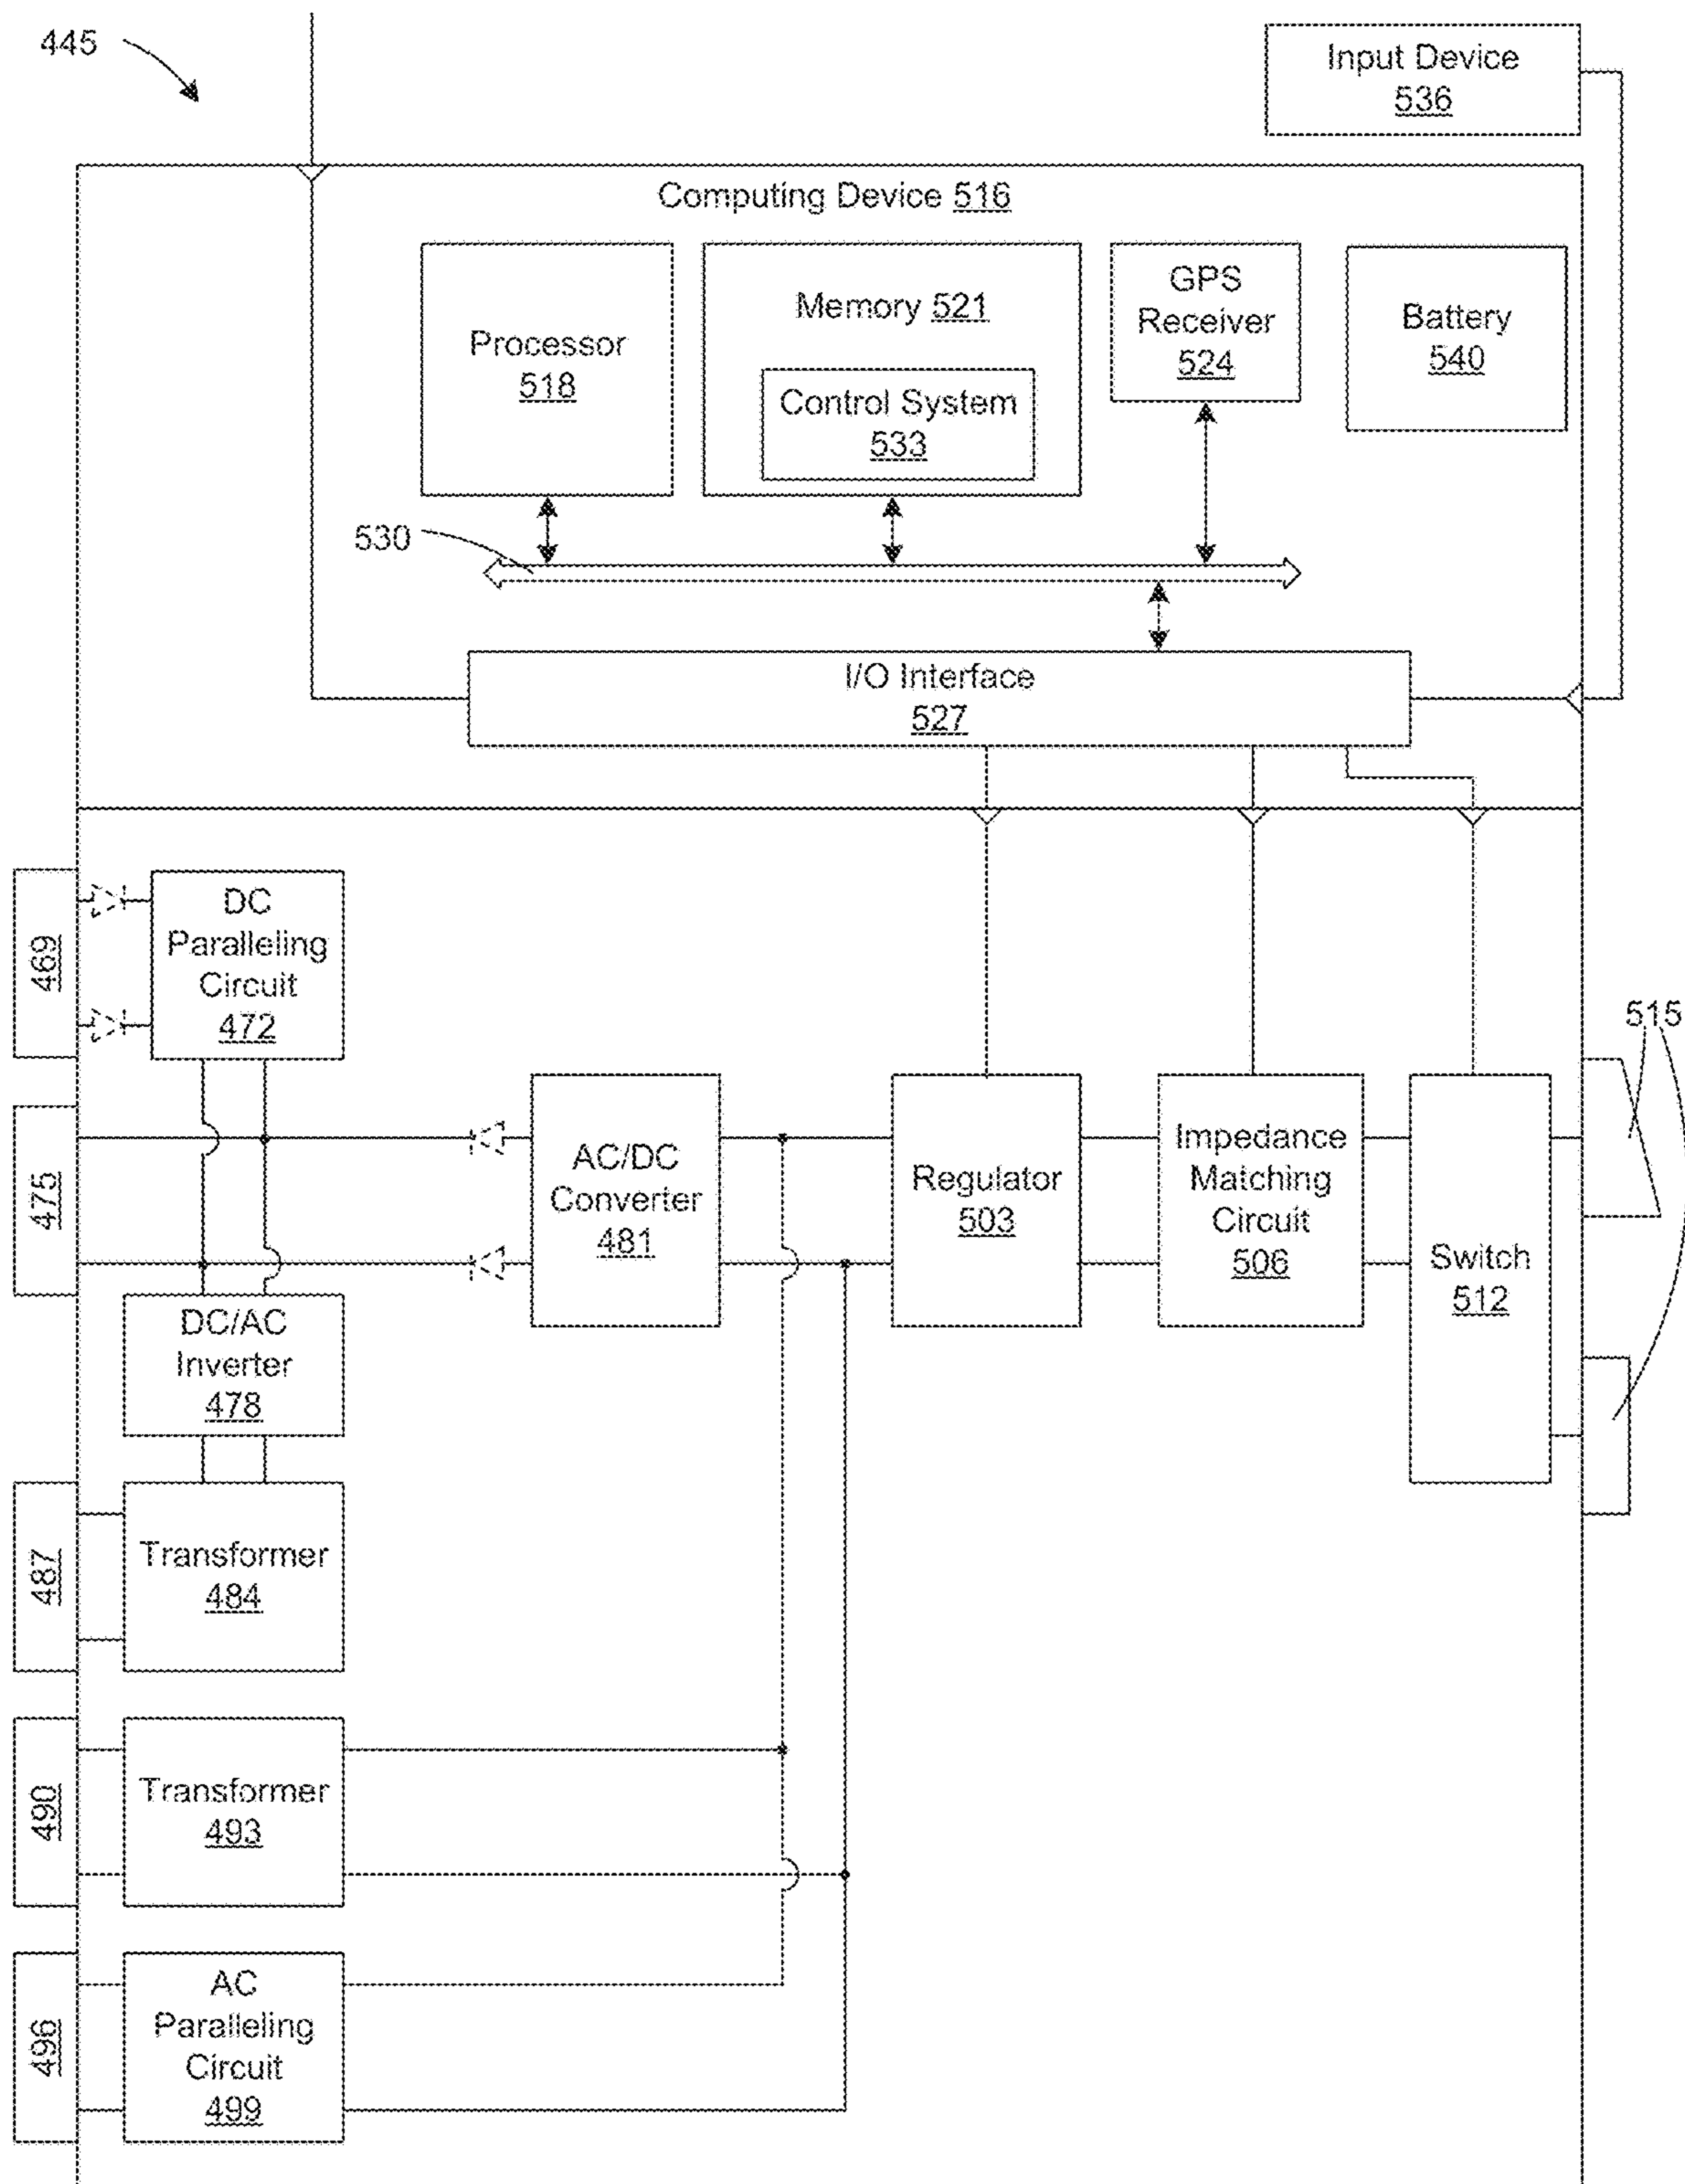 445
Input Device
536
Computing Device 516
Processor
518
Memory 521
Control System
533
GPS
Receiver
524
Battery
540
530
I/O Interface
527
469
DC
Paralleling
Circuit
472
515
475
AC/DC
Converter
481
Regulator
503
Impedance
Matching
Circuit
506
Switch
512
DC/AC
Inverter
478
487
Transformer
484
490
Transformer
493
496
AC
Paralleling
Circuit
499